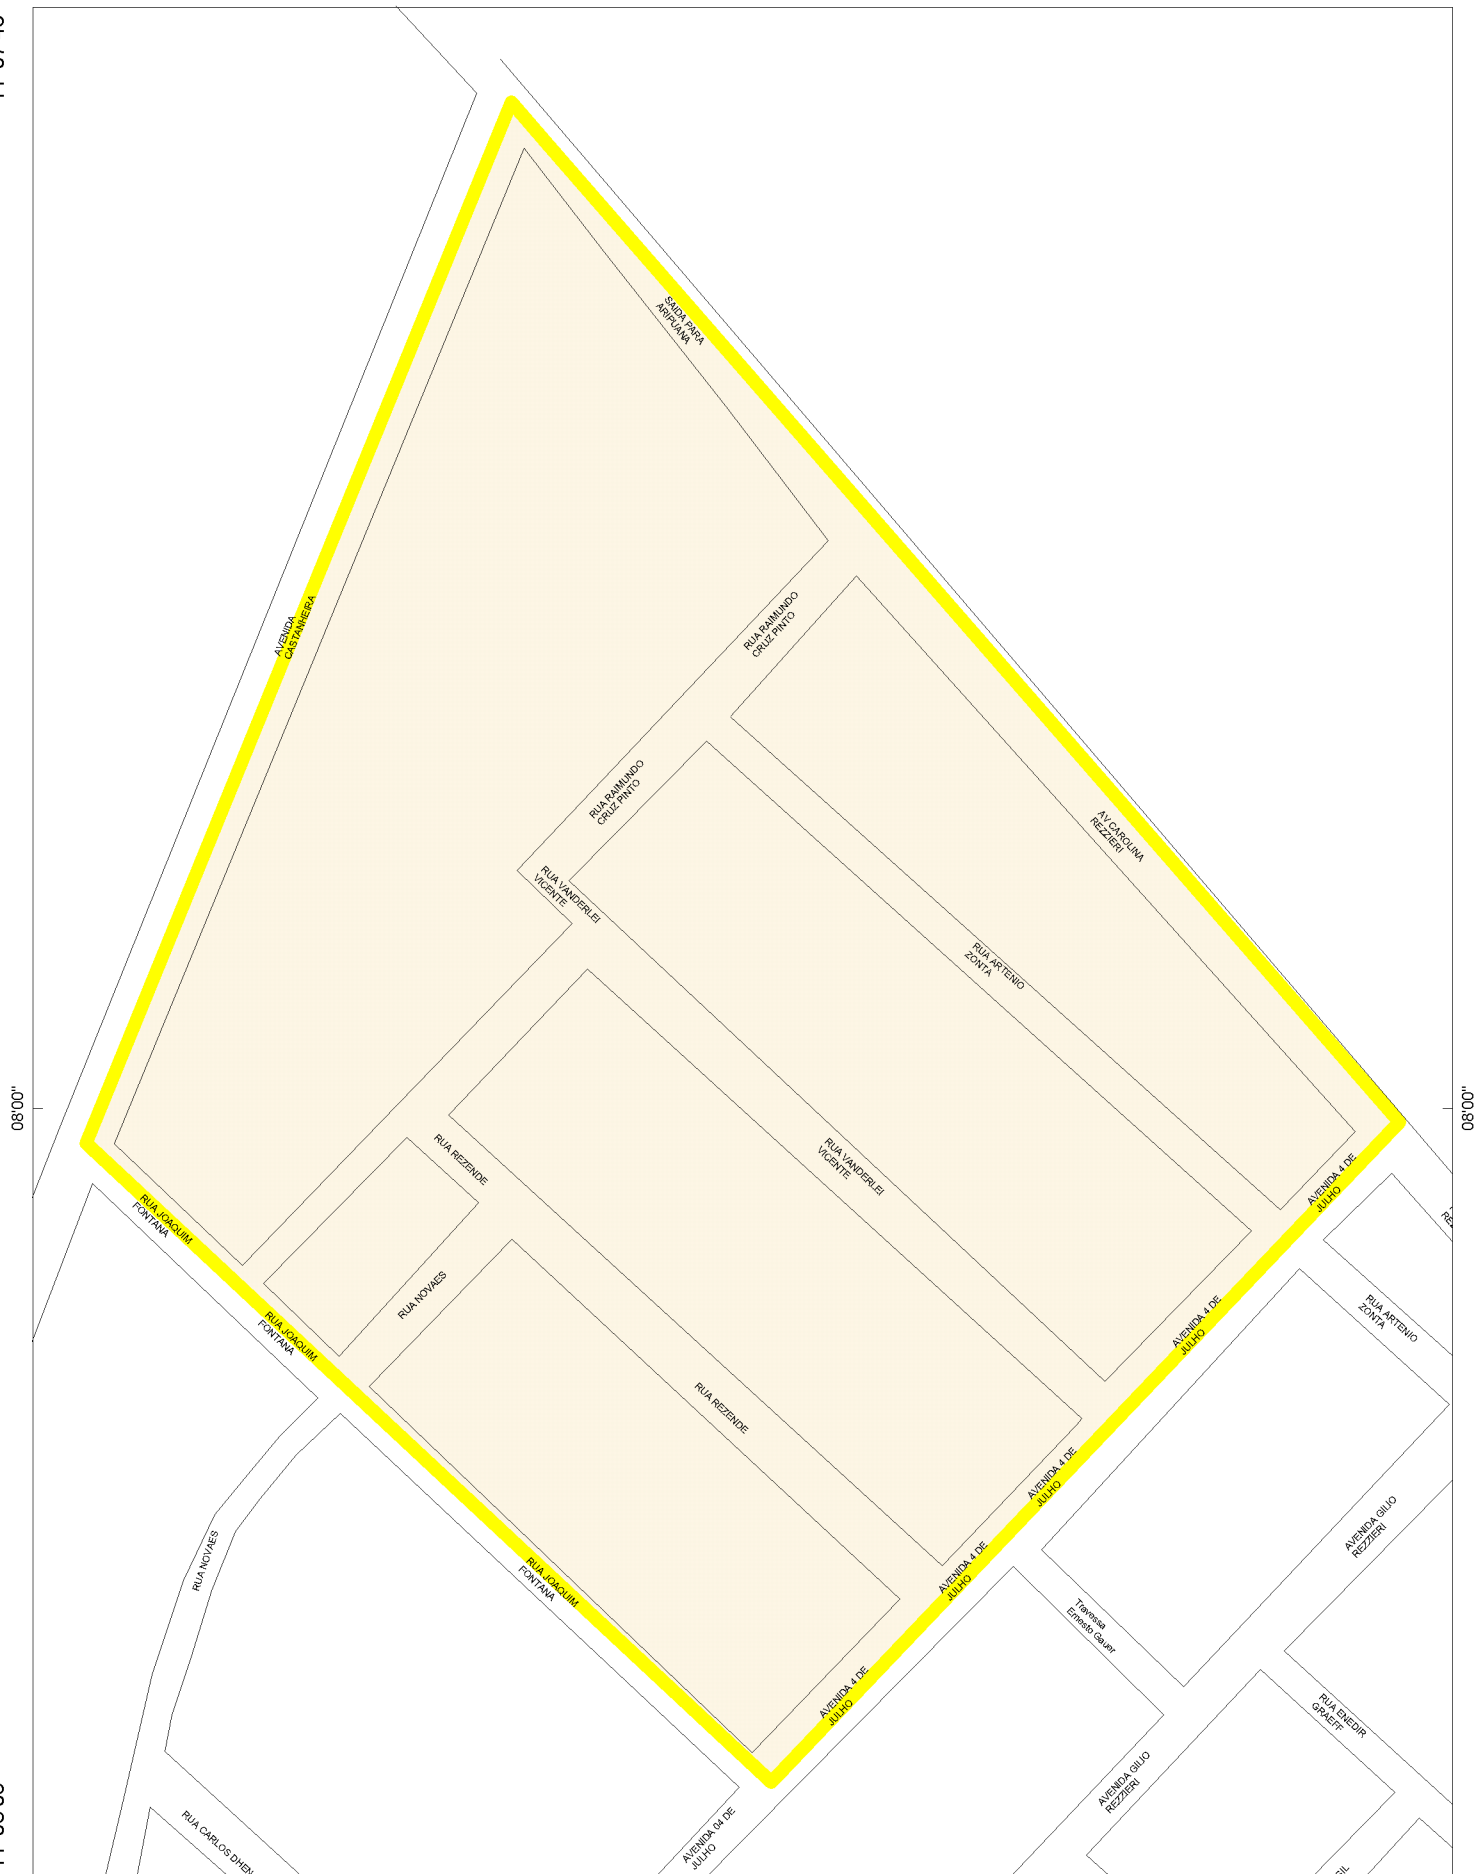 SAIDA PARA
ARIPUANA
AVENIDA
CASTANHEIRA
RUA RAIMUNDO
CRUZ PINTO
RUA RAIMUNDO
CRUZ PINTO
AV CAROLINA
REZZIERI
RUA VANDERLEI
VICENTE
RUA ARTENIO
ZONTA
08'00"
08'00"
RUA REZENDE
RUA VANDERLEI
VICENTE
AVENIDA 4 DE
JULHO
RUA JOAQUIM
FONTANA
RUA NOVAES
RUA JOAQUIM
FONTANA
AVENIDA 4 DE
JULHO
RUA ARTENIO
ZONTA
RUA REZENDE
AVENIDA 4 DE
JULHO
AVENIDA GILIO
REZZIERI
RUA NOVAES
RUA JOAQUIM
FONTANA
AVENIDA 4 DE
JULHO
Travessa
Ernesto Gauer
AVENIDA 4 DE
JULHO
RUA ENEDIR
GRAEFF
AVENIDA GILIO
REZZIERI
RUA CARLOS DHEN
AVENIDA 04 DE
JULHO